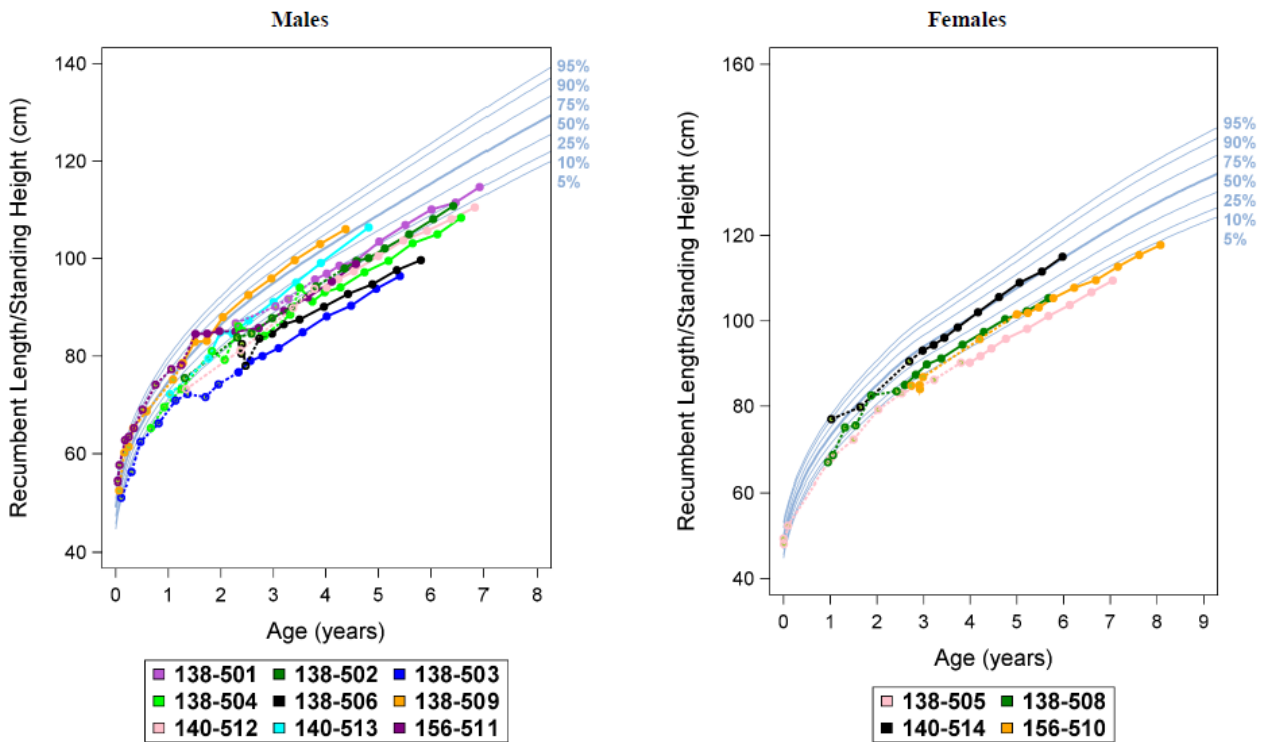 Males
Recumbent Length/Standing Height (cm)
140
120
100
80
60
40
95%
90%
75%
50%
25%
10%
5%
0 1 2 3 4 5 6 7 8
Age (years)
138-501 138-502 138-503
138-504 138-506 138-509
140-512 140-513 156-511
Females
Recumbent Length/Standing Height (cm)
160
120
100
80
60
40
95%
90%
75%
50%
25%
10%
5%
0 1 2 3 4 5 6 7 8 9
Age (years)
138-505 138-508
140-514 156-510